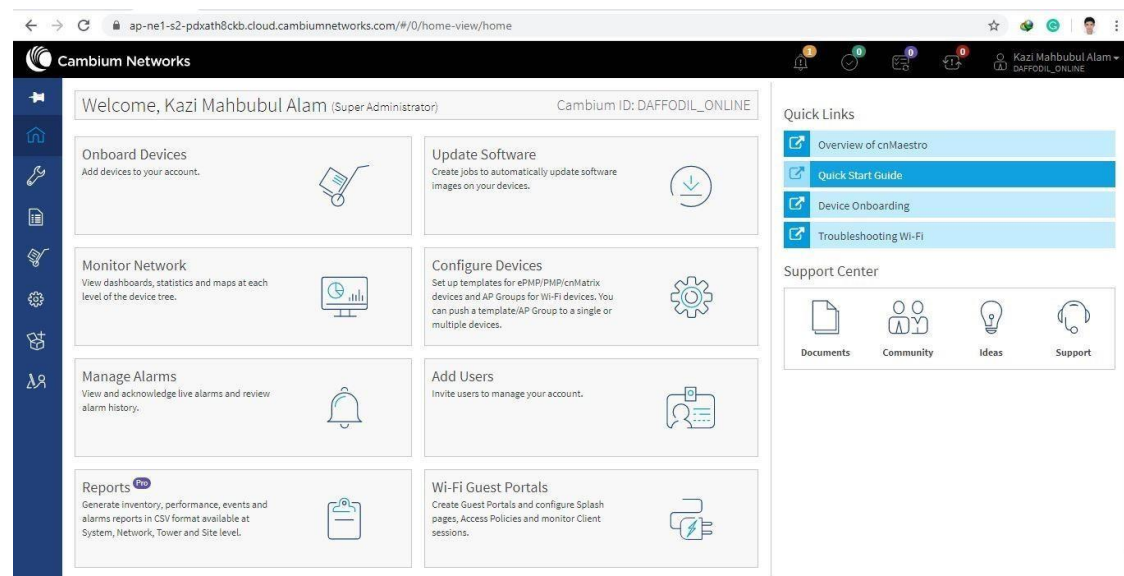 ap-ne1-s2-pdxath8ckb.cloud.cambiumnetworks.com/#/0/home-view/home
Cambium Networks
1
0
0
0
Kazi Mahbubul Alam
DAFFODIL_ONLINE
Welcome, Kazi Mahbubul Alam (Super Administrator)
Cambium ID: DAFFODIL_ONLINE
Onboard Devices
Add devices to your account.
Update Software
Create jobs to automatically update software
images on your devices.
Monitor Network
View dashboards, statistics and maps at each
level of the device tree.
Configure Devices
Set up templates for ePMP/PMP/cnMatrix
devices and AP Groups for Wi-Fi devices. You
can push a template/AP Group to a single or
multiple devices.
Manage Alarms
View and acknowledge live alarms and review
alarm history.
Add Users
Invite users to manage your account.
Reports Pro
Generate inventory, performance, events and
alarms reports in CSV format available at
System, Network, Tower and Site level.
Wi-Fi Guest Portals
Create Guest Portals and configure Splash
pages, Access Policies and monitor Client
sessions.
Quick Links
Overview of cnMaestro
Quick Start Guide
Device Onboarding
Troubleshooting Wi-Fi
Support Center
Documents
Community
Ideas
Support